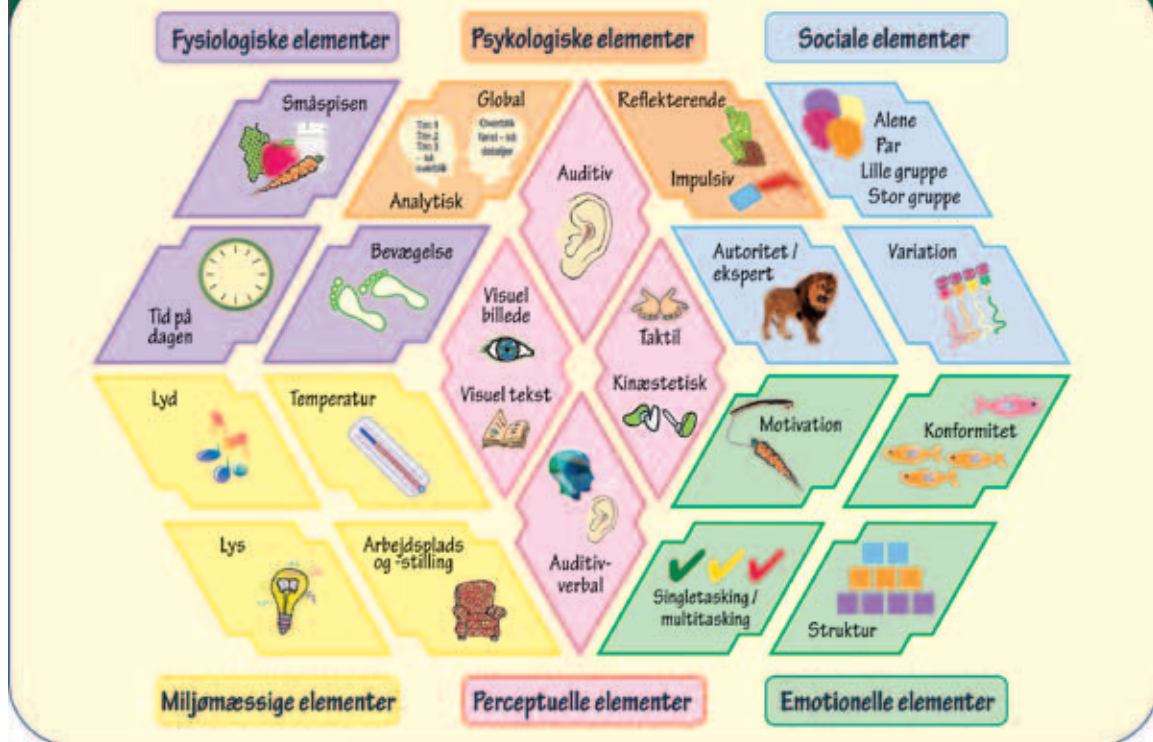 Fysiologiske elementer
Psykologiske elementer
Sociale elementer
Småspisen
Global
Trin 1
Trin 2
Trin 3
- så
overblik
Overblik
først - så
detaljer
Analytisk
Auditiv
Reflekterende
Impulsiv
Alene
Par
Lille gruppe
Stor gruppe
Tid på
dagen
Bevægelse
Visuel
billede
Visuel tekst
Taktil
Kinæstetisk
Autoritet /
ekspert
Variation
Lyd
Temperatur
Motivation
Konformitet
Lys
Arbejdsplads
og -stilling
Auditiv-
verbal
Singletasking /
multitasking
Struktur
Miljømæssige elementer
Perceptuelle elementer
Emotionelle elementer